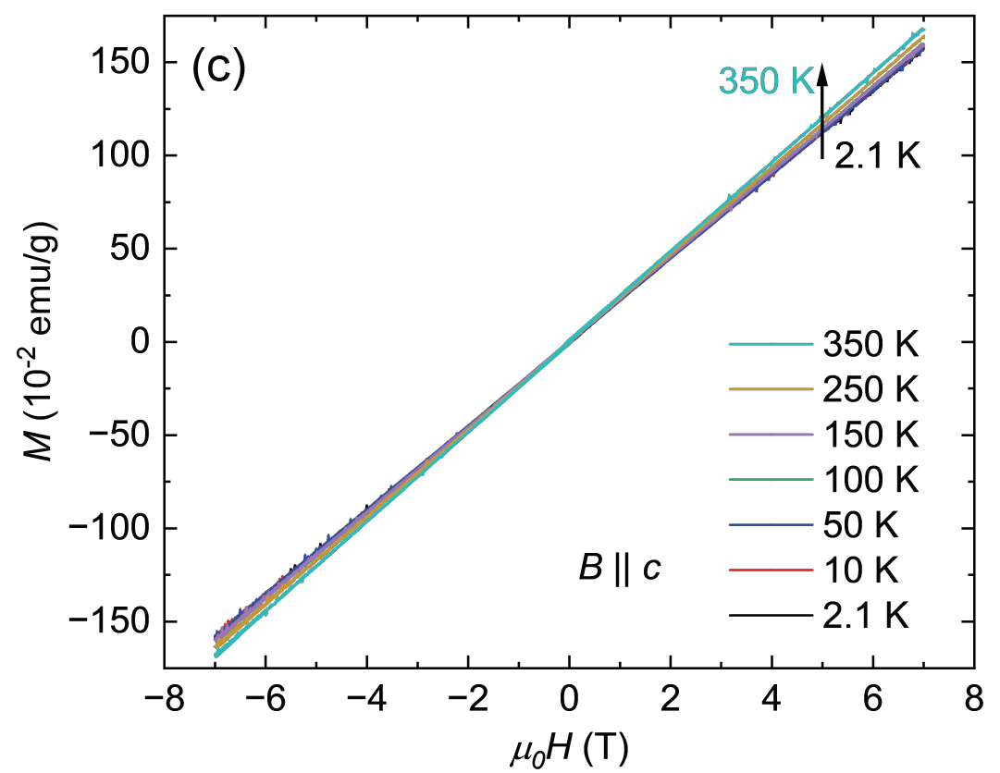 (c)
150
100
50
0
−50
−100
−150
M (10⁻² emu/g)
350 K
2.1 K
350 K
250 K
150 K
100 K
50 K
10 K
2.1 K
B || c
−8 −6 −4 −2 0 2 4 6 8
μ₀H (T)